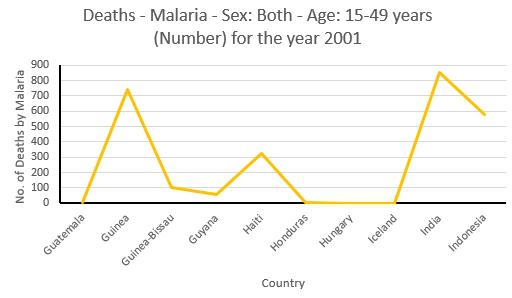 Deaths - Malaria - Sex: Both - Age: 15-49 years
(Number) for the year 2001
No. of Deaths by Malaria
900
800
700
600
500
400
300
200
100
0
Guatemala
Guinea
Guinea-Bissau
Guyana
Haiti
Honduras
Hungary
Iceland
India
Indonesia
Country